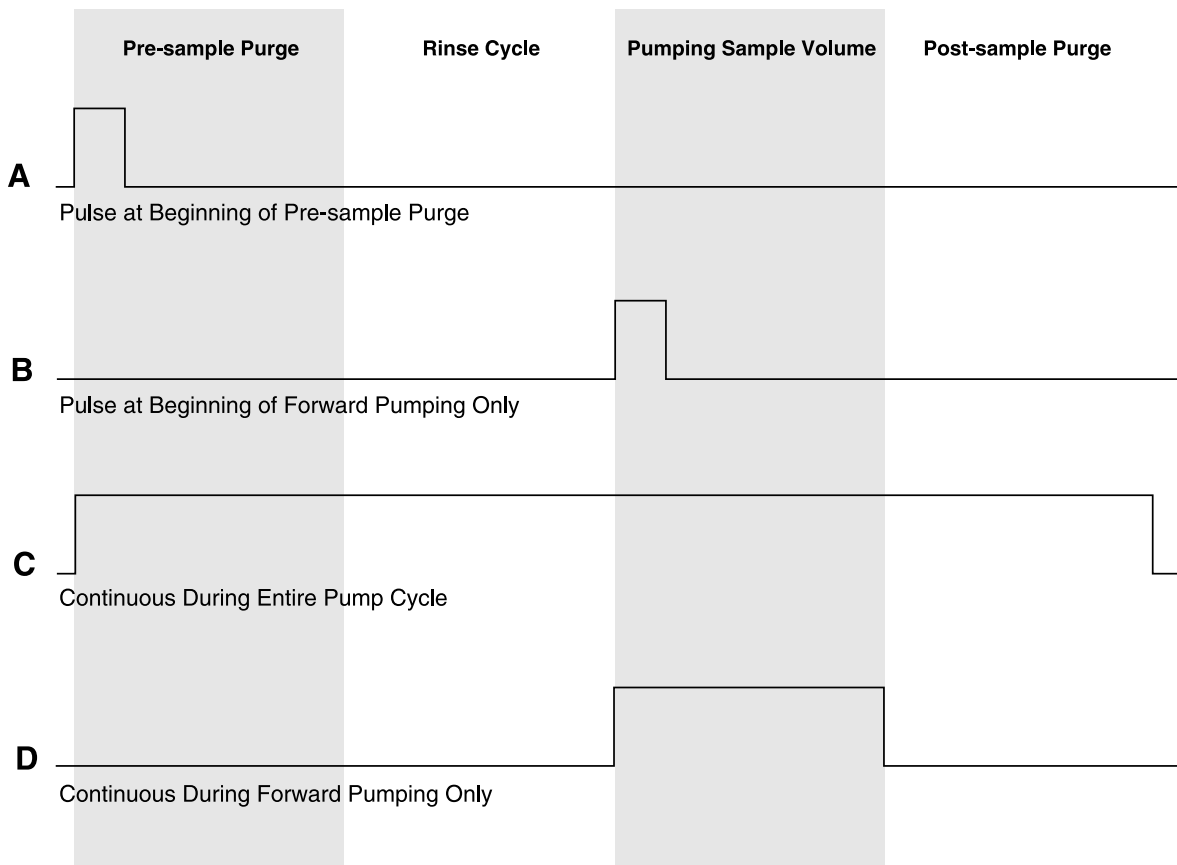 Pre-sample Purge Rinse Cycle Pumping Sample Volume Post-sample Purge
A
Pulse at Beginning of Pre-sample Purge
B
Pulse at Beginning of Forward Pumping Only
C
Continuous During Entire Pump Cycle
D
Continuous During Forward Pumping Only